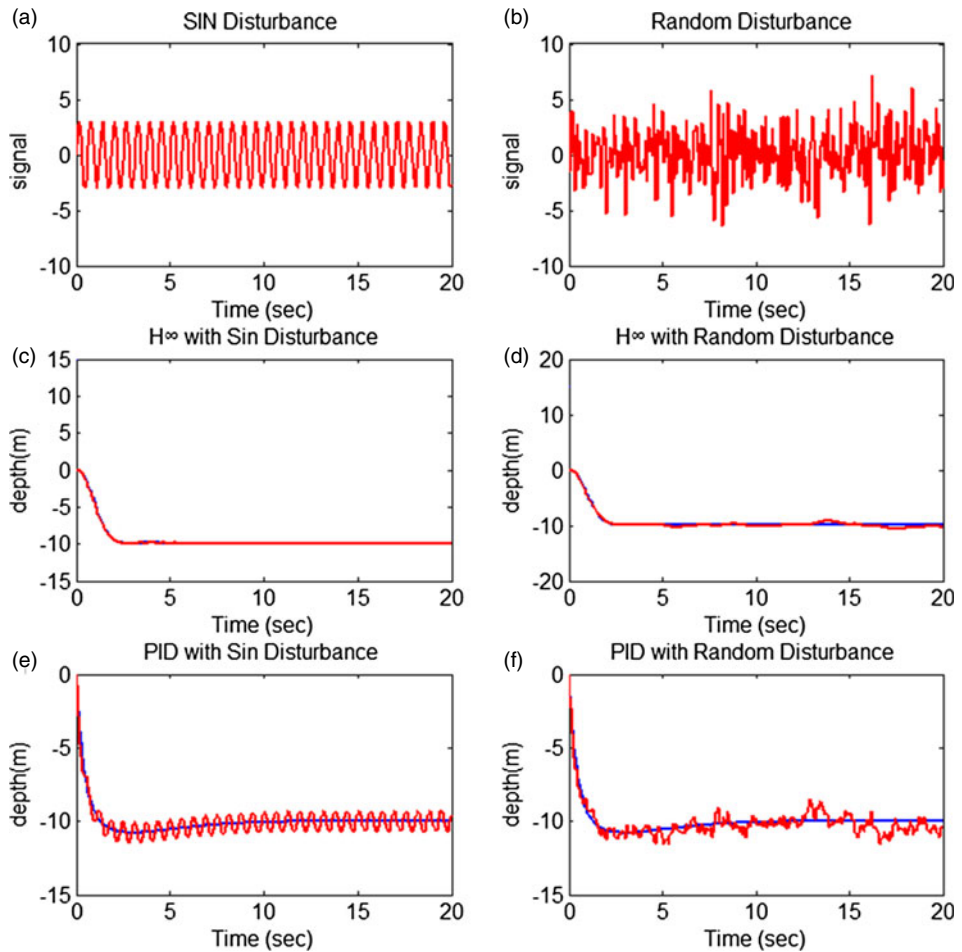 (a)
SIN Disturbance
10
5
0
-5
-10
signal
0 5 10 15 20
Time (sec)
(b)
Random Disturbance
10
5
0
-5
-10
signal
0 5 10 15 20
Time (sec)
(c)
H∞ with Sin Disturbance
15
10
5
0
-5
-10
-15
depth(m)
0 5 10 15 20
Time (sec)
(d)
H∞ with Random Disturbance
20
10
0
-10
-20
depth(m)
0 5 10 15 20
Time (sec)
(e)
PID with Sin Disturbance
0
-5
-10
-15
depth(m)
0 5 10 15 20
Time (sec)
(f)
PID with Random Disturbance
0
-5
-10
-15
depth(m)
0 5 10 15 20
Time (sec)